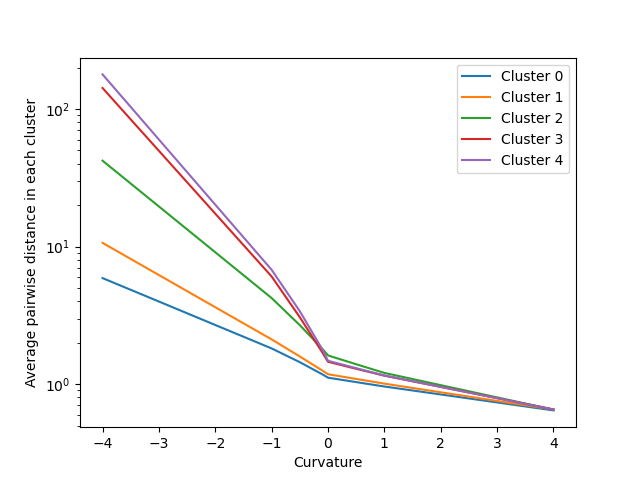 Cluster 0
Cluster 1
Cluster 2
Cluster 3
Cluster 4
10²
10¹
10⁰
Average pairwise distance in each cluster
−4 −3 −2 −1 0 1 2 3 4
Curvature